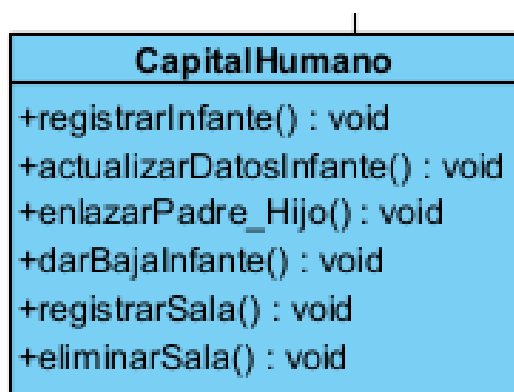 CapitalHumano
+registrarInfante() : void
+actualizarDatosInfante() : void
+enlazarPadre_Hijo() : void
+darBajaInfante() : void
+registrarSala() : void
+eliminarSala() : void